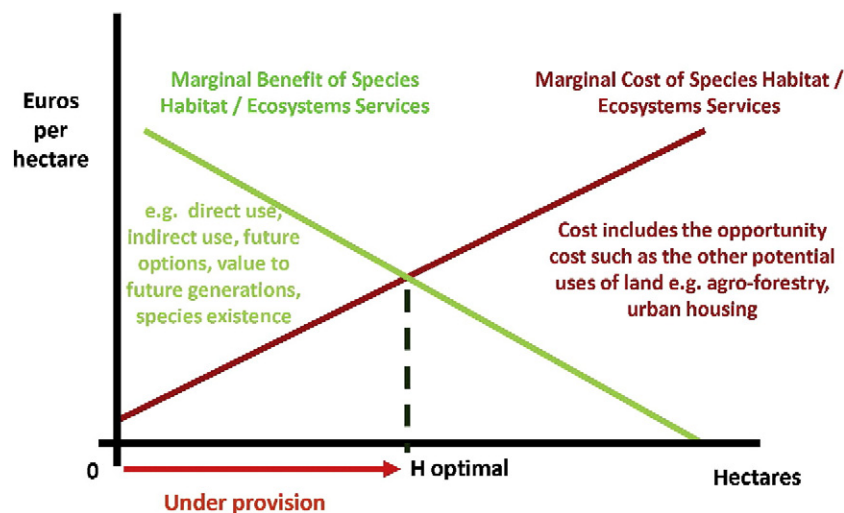 Marginal Benefit of Species
Habitat / Ecosystems Services
Marginal Cost of Species Habitat /
Ecosystems Services
Euros
per
hectare
e.g. direct use,
indirect use, future
options, value to
future generations,
species existence
Cost includes the opportunity
cost such as the other potential
uses of land e.g. agro-forestry,
urban housing
0
H optimal
Hectares
Under provision